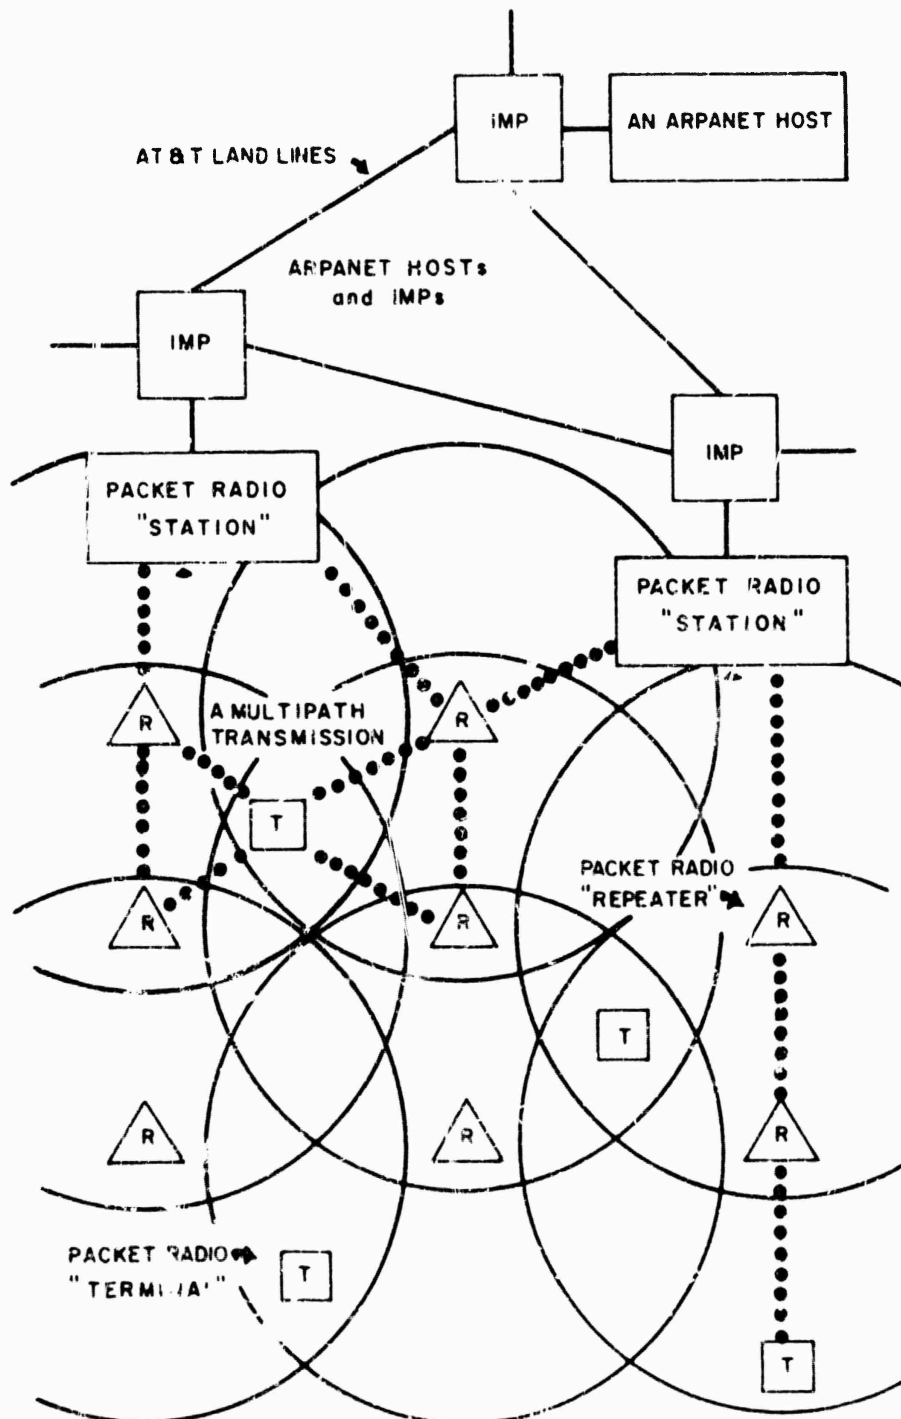 IMP
AN ARPANET HOST
AT & T LAND LINES
ARPANET HOSTs
and IMPs
IMP
IMP
PACKET RADIO
"STATION"
PACKET RADIO
"STATION"
R
A MULTIPATH
TRANSMISSION
R
T
PACKET RADIO
"REPEATER"
R
R
R
T
R
R
R
PACKET RADIO
T
T